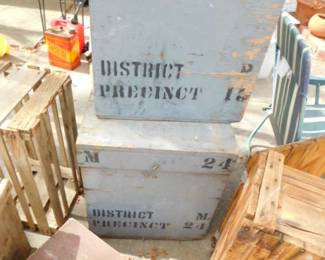 DISTRICT P
PRECINCT 15
M 24
DISTRICT M.
PRECINCT 24